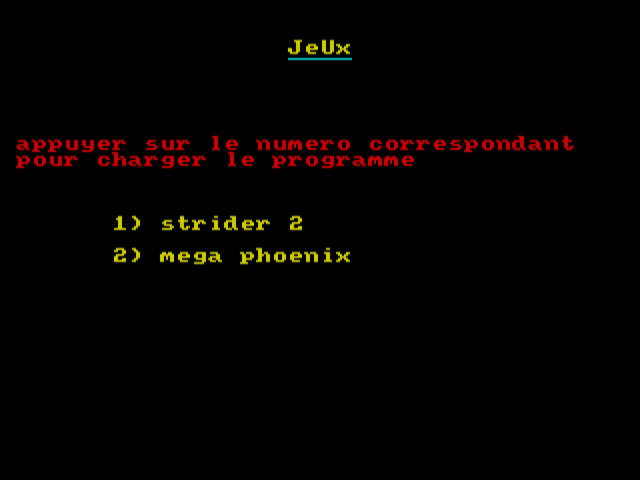 JeUx
appuyer sur le numero correspondant
pour charger le programme
1) strider 2
2) mega phoenix